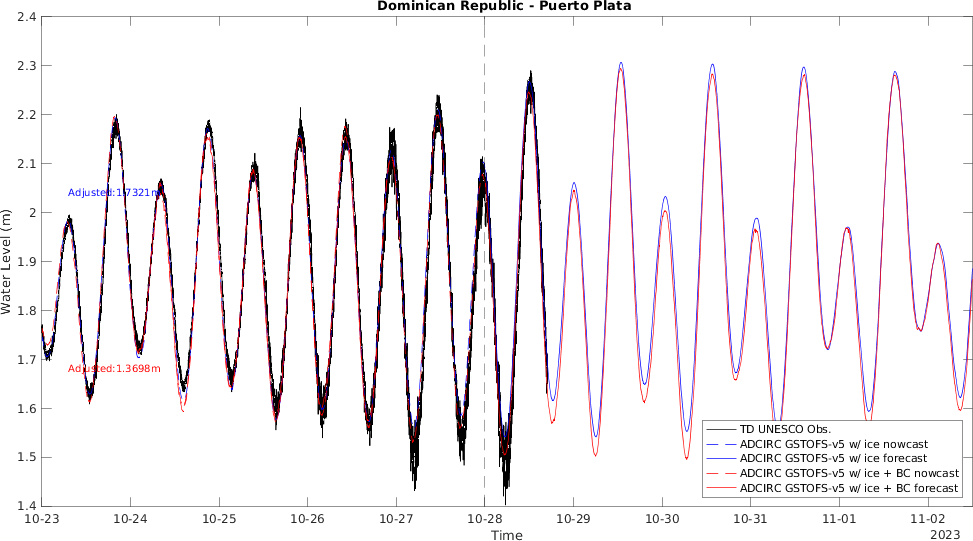 Dominican Republic - Puerto Plata
2.4
2.3
2.2
2.1
2
1.9
1.8
1.7
1.6
1.5
1.4
Water Level (m)
Adjusted:1.7321m
Adjusted:1.3698m
TD UNESCO Obs.
ADCIRC GSTOFS-v5 w/ ice nowcast
ADCIRC GSTOFS-v5 w/ ice forecast
ADCIRC GSTOFS-v5 w/ ice + BC nowcast
ADCIRC GSTOFS-v5 w/ ice + BC forecast
10-23 10-24 10-25 10-26 10-27 10-28 10-29 10-30 10-31 11-01 11-02
Time
2023